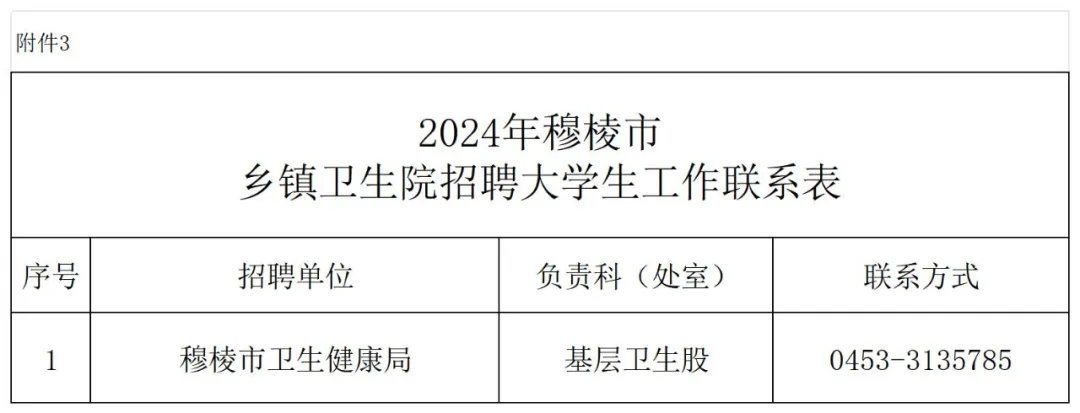 附件3
2024年穆棱市
乡镇卫生院招聘大学生工作联系表
序号 招聘单位 负责科（处室） 联系方式
1 穆棱市卫生健康局 基层卫生股 0453-3135785